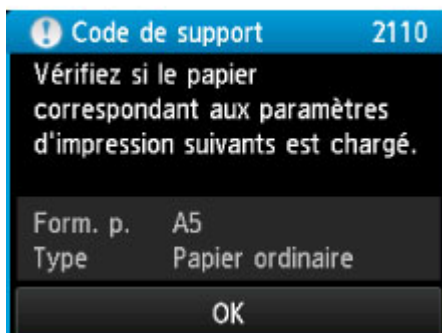 Code de support 2110
Vérifiez si le papier
correspondant aux paramètres
d'impression suivants est chargé.
Form. p. A5
Type Papier ordinaire
OK